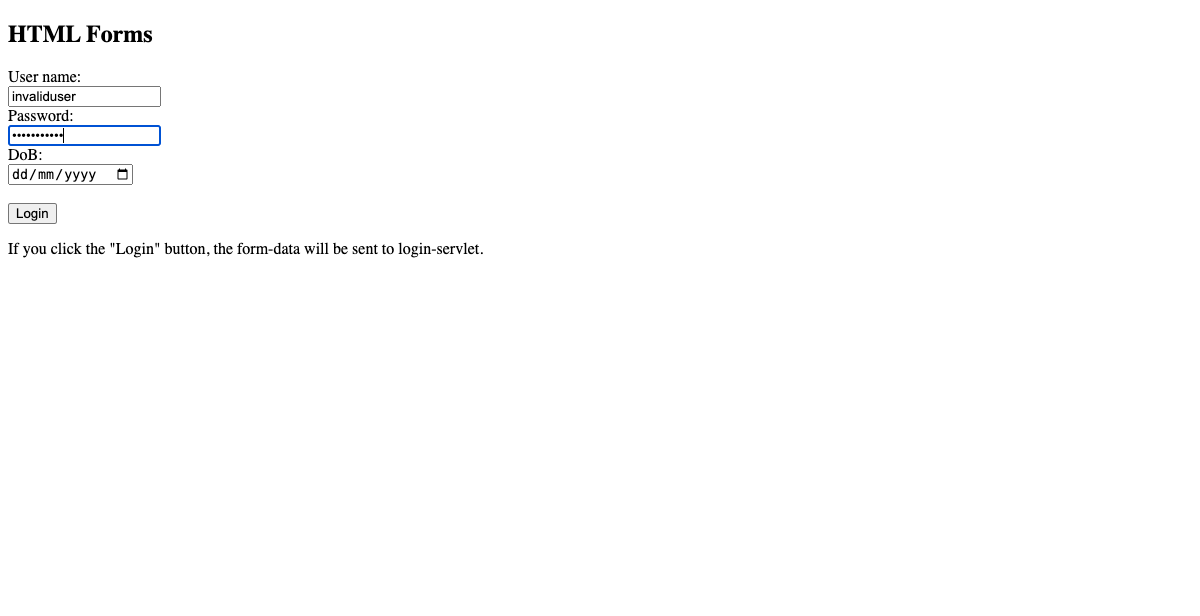 HTML Forms
User name:
invaliduser
Password:
•••••••••••
DoB:
dd/mm/yyyy
Login
If you click the "Login" button, the form-data will be sent to login-servlet.